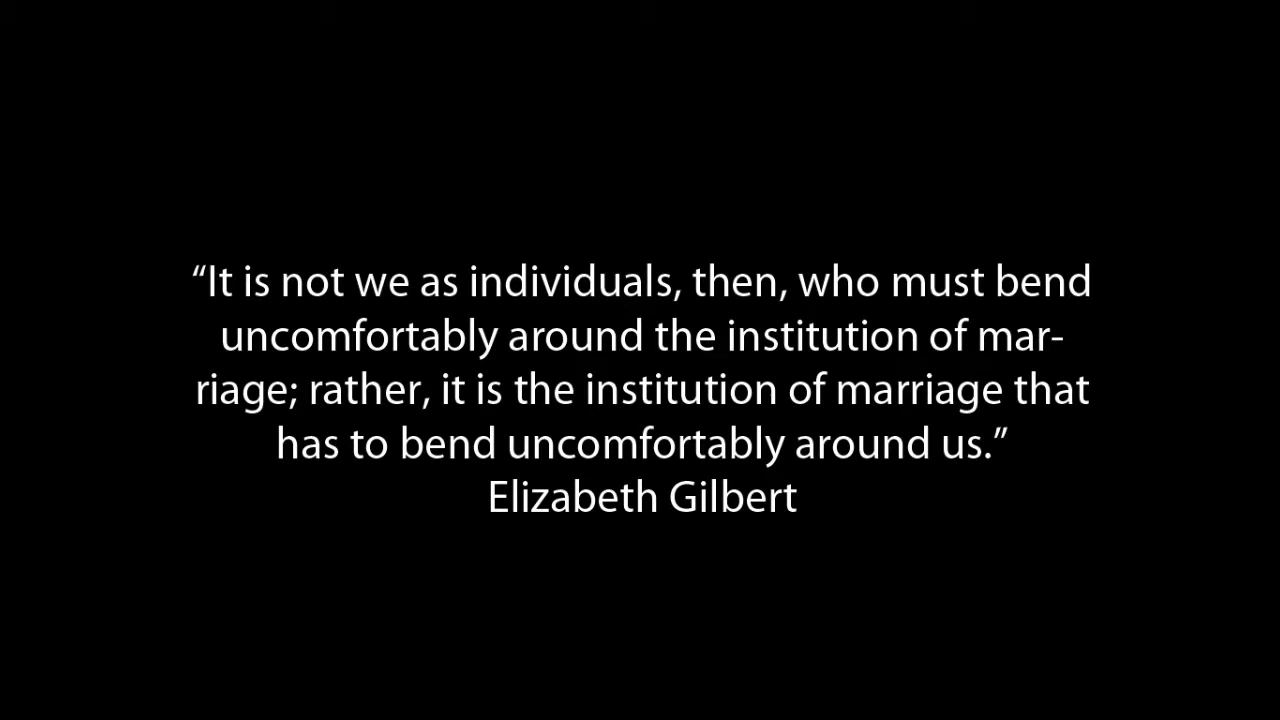 “It is not we as individuals, then, who must bend
uncomfortably around the institution of mar-
riage; rather, it is the institution of marriage that
has to bend uncomfortably around us.”
Elizabeth Gilbert